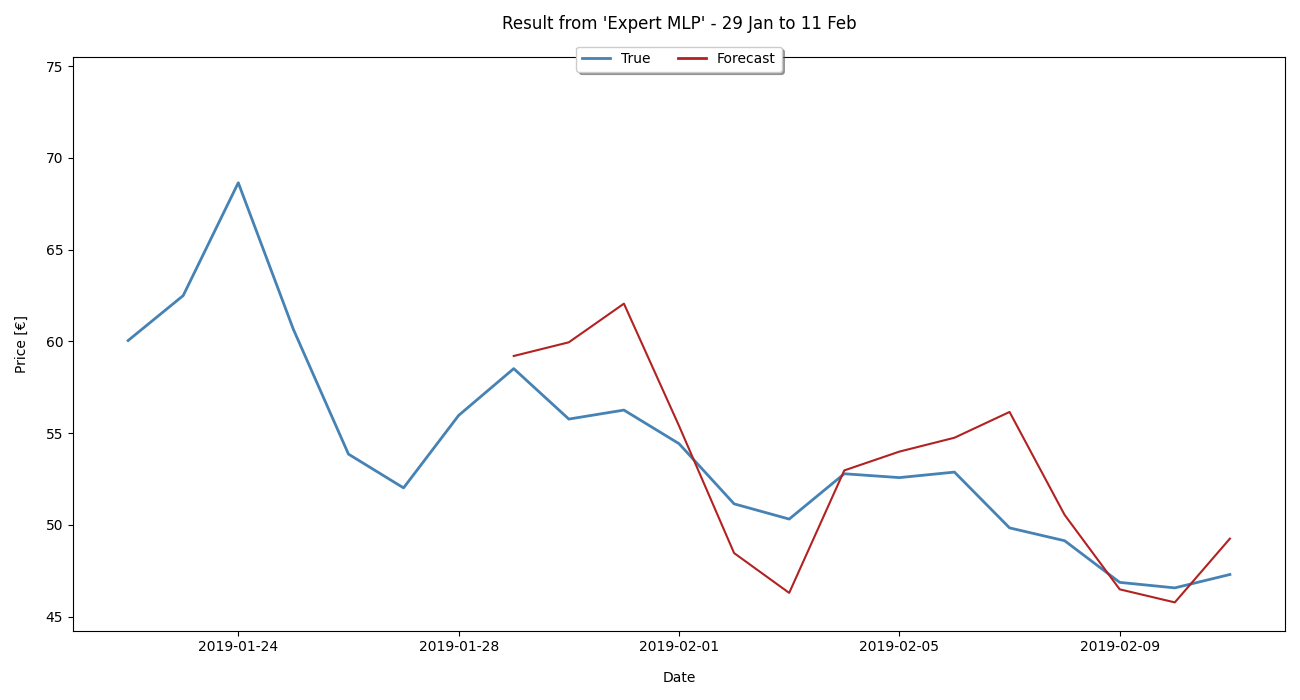 Result from 'Expert MLP' - 29 Jan to 11 Feb
True Forecast
75
70
65
60
55
50
45
Price [€]
2019-01-24 2019-01-28 2019-02-01 2019-02-05 2019-02-09
Date